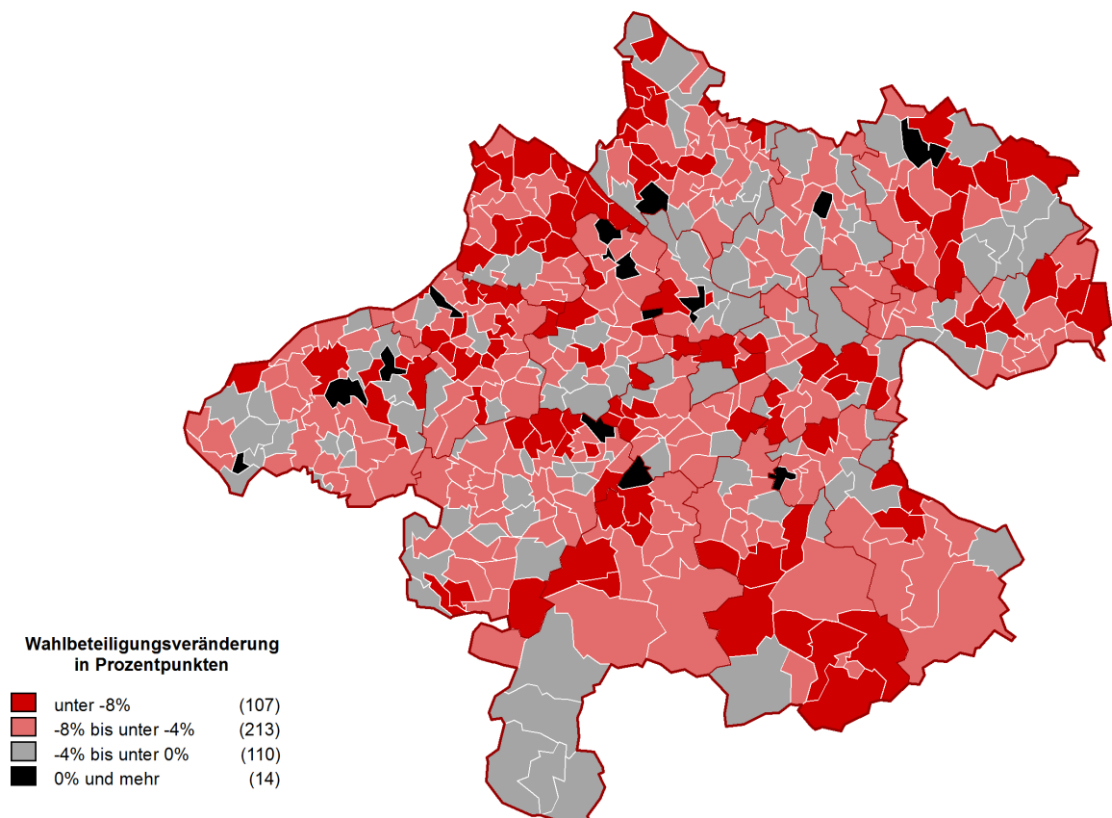 Wahlbeteiligungsveränderung
in Prozentpunkten
unter -8% (107)
-8% bis unter -4% (213)
-4% bis unter 0% (110)
0% und mehr (14)